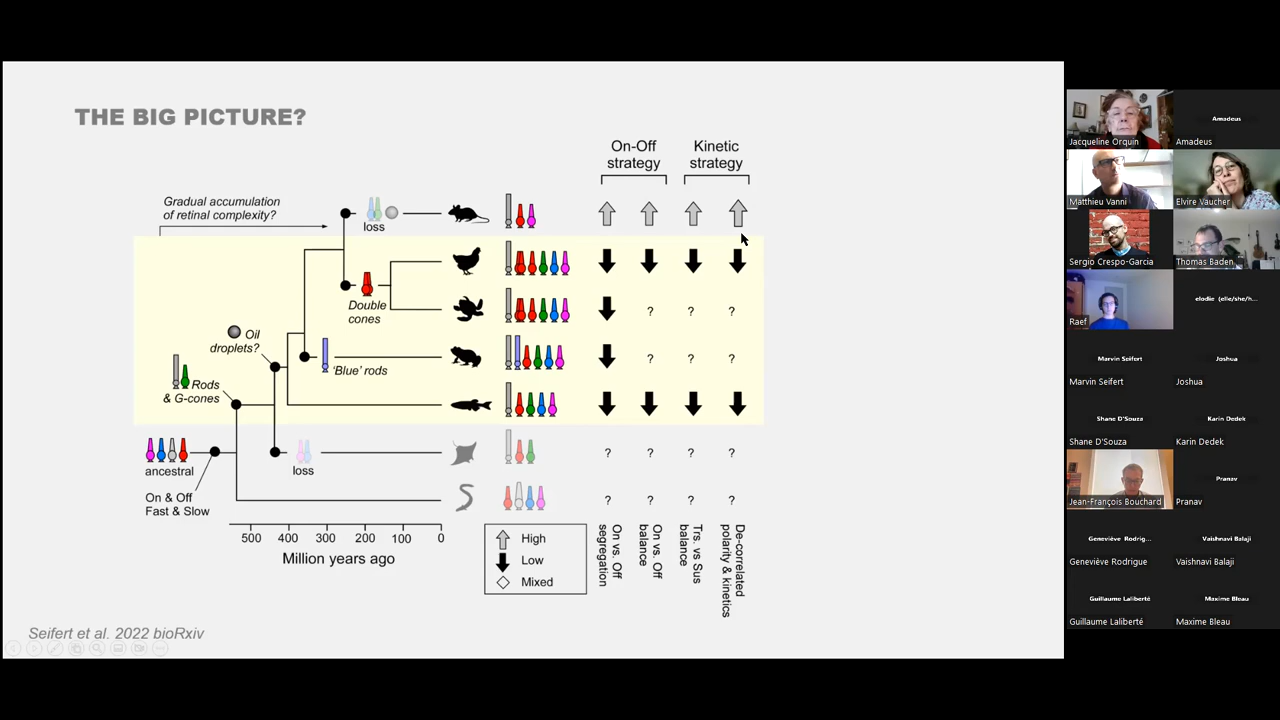 THE BIG PICTURE?
On-Off
strategy
Kinetic
strategy
Gradual accumulation
of retinal complexity?
loss
Double
cones
Oil
droplets?
'Blue' rods
Rods
& G-cones
ancestral
loss
On & Off
Fast & Slow
? ? ?
? ? ?
? ? ? ?
? ? ? ?
500 400 300 200 100 0
Million years ago
High
Low
Mixed
On vs. Off
segregation
On vs. Off
balance
Trs. vs Sus
balance
De-correlated
polarity & kinetics
Seifert et al. 2022 bioRxiv
Jacqueline Orquin
Amadeus
Amadeus
Matthieu Vanni
Elvire Vaucher
Sergio Crespo-Garcia
Thomas Baden
Raef
elodie (elle/she/h...
Marvin Seifert
Marvin Seifert
Joshua
Joshua
Shane D'Souza
Shane D'Souza
Karin Dedek
Karin Dedek
Jean-François Bouchard
Pranav
Pranav
Geneviève Rodrig...
Geneviève Rodrigue
Vaishnavi Balaji
Vaishnavi Balaji
Guillaume Laliberté
Guillaume Laliberté
Maxime Bleau
Maxime Bleau